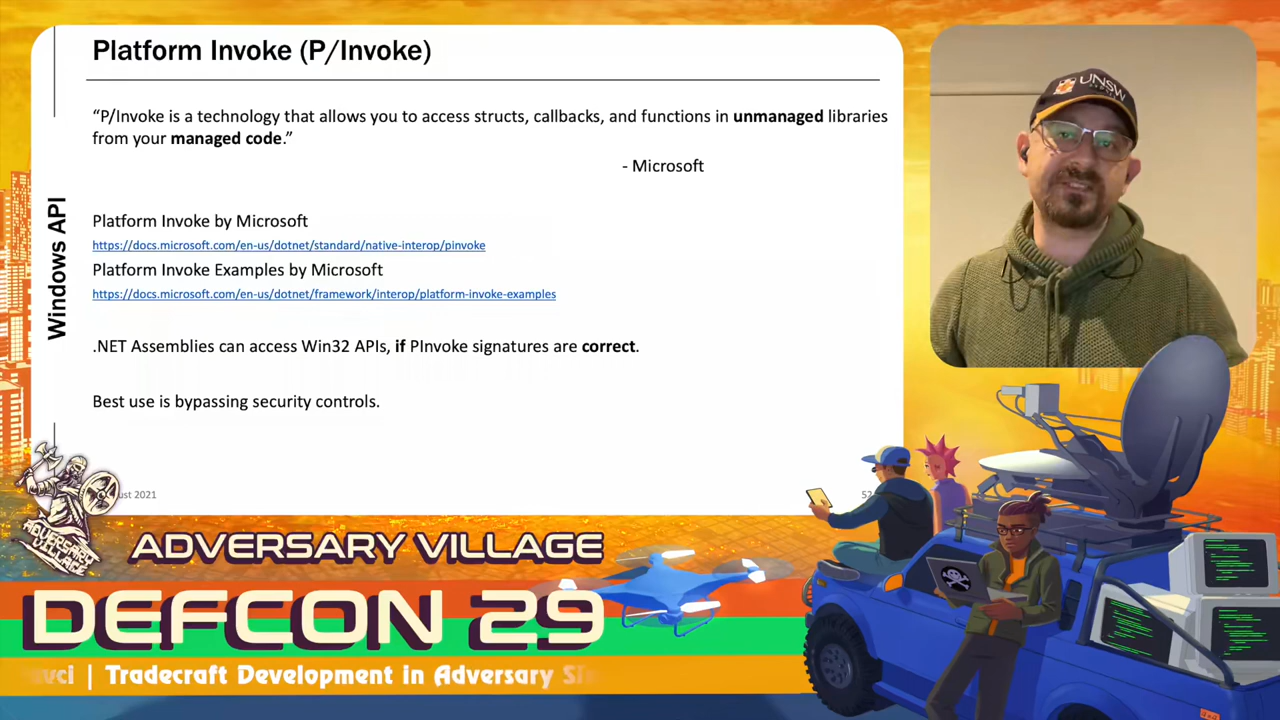 Platform Invoke (P/Invoke)
“P/Invoke is a technology that allows you to access structs, callbacks, and functions in unmanaged libraries
from your managed code.”
- Microsoft
Windows API
Platform Invoke by Microsoft
https://docs.microsoft.com/en-us/dotnet/standard/native-interop/pinvoke
Platform Invoke Examples by Microsoft
https://docs.microsoft.com/en-us/dotnet/framework/interop/platform-invoke-examples
.NET Assemblies can access Win32 APIs, if PInvoke signatures are correct.
Best use is bypassing security controls.
2021
UNSW
ADVERSARY
VILLAGE
ADVERSARY VILLAGE
DEFCON 29
| Tradecraft Development in Adversary